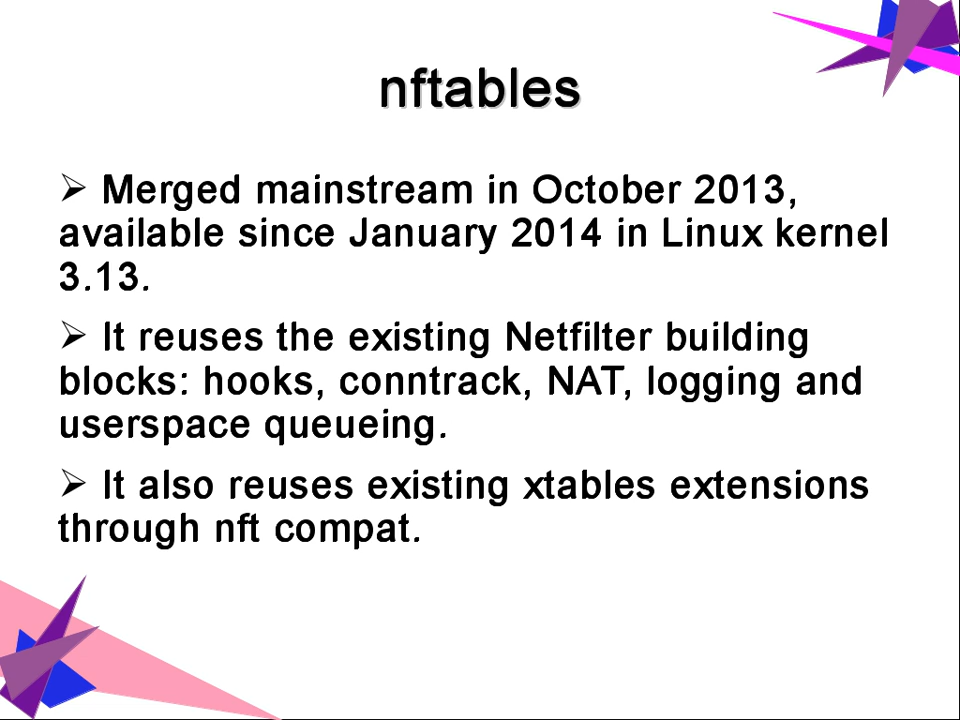 nftables
➢ Merged mainstream in October 2013,
available since January 2014 in Linux kernel
3.13.
➢ It reuses the existing Netfilter building
blocks: hooks, conntrack, NAT, logging and
userspace queueing.
➢ It also reuses existing xtables extensions
through nft compat.